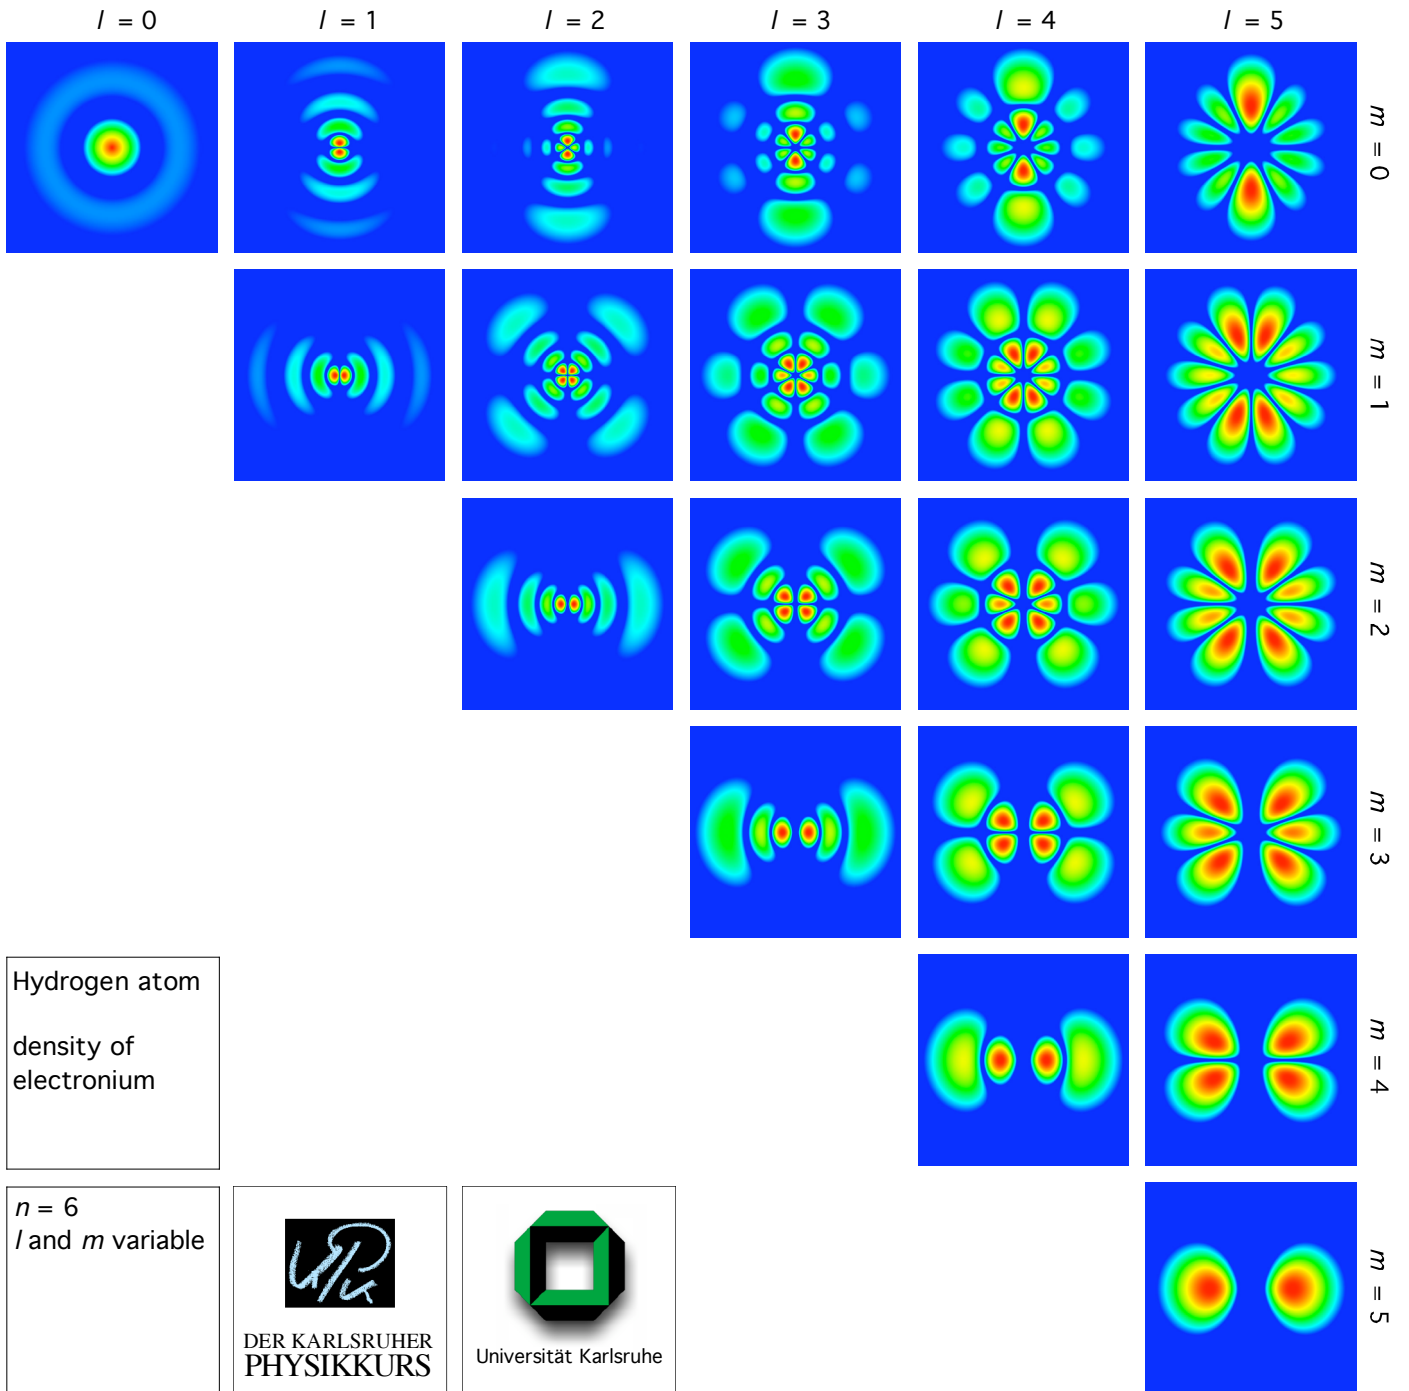 l = 0
l = 1
l = 2
l = 3
l = 4
l = 5
m = 0
m = 1
m = 2
m = 3
m = 4
m = 5
Hydrogen atom
density of
electronium
n = 6
l and m variable
DER KARLSRUHER
PHYSIKKURS
Universität Karlsruhe